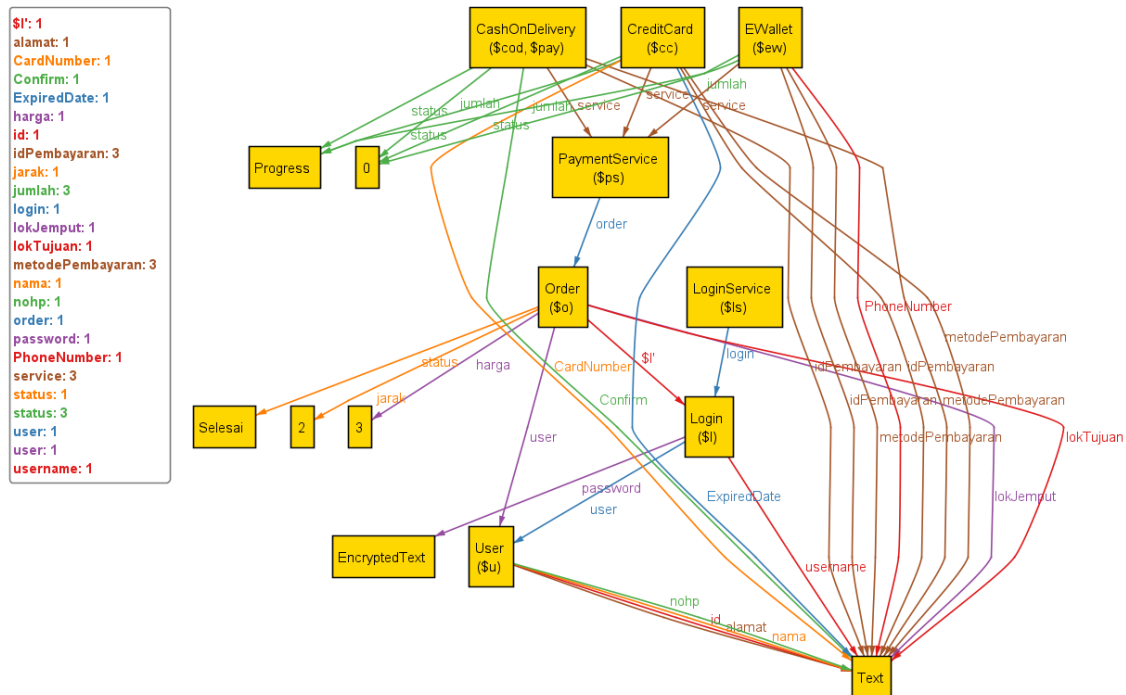 $l': 1
alamat: 1
CardNumber: 1
Confirm: 1
ExpiredDate: 1
harga: 1
id: 1
idPembayaran: 3
jarak: 1
jumlah: 3
login: 1
lokJemput: 1
lokTujuan: 1
metodePembayaran: 3
nama: 1
nohp: 1
order: 1
password: 1
PhoneNumber: 1
service: 3
status: 1
status: 3
user: 1
user: 1
username: 1
CashOnDelivery
($cod, $pay)
CreditCard
($cc)
EWallet
($ew)
jumlah
jumlah
jumlah
status
status
status
service
service
service
Progress
0
PaymentService
($ps)
order
Order
($o)
LoginService
($ls)
PhoneNumber
metodePembayaran
login
$l'
status
harga
CardNumber
idPembayaran
idPembayaran
jarak
Confirm
idPembayaran
metodePembayaran
Selesai
2
3
Login
($l)
user
metodePembayaran
lokTujuan
password
ExpiredDate
lokJemput
user
EncryptedText
User
($u)
username
nohp
id
alamat
nama
Text